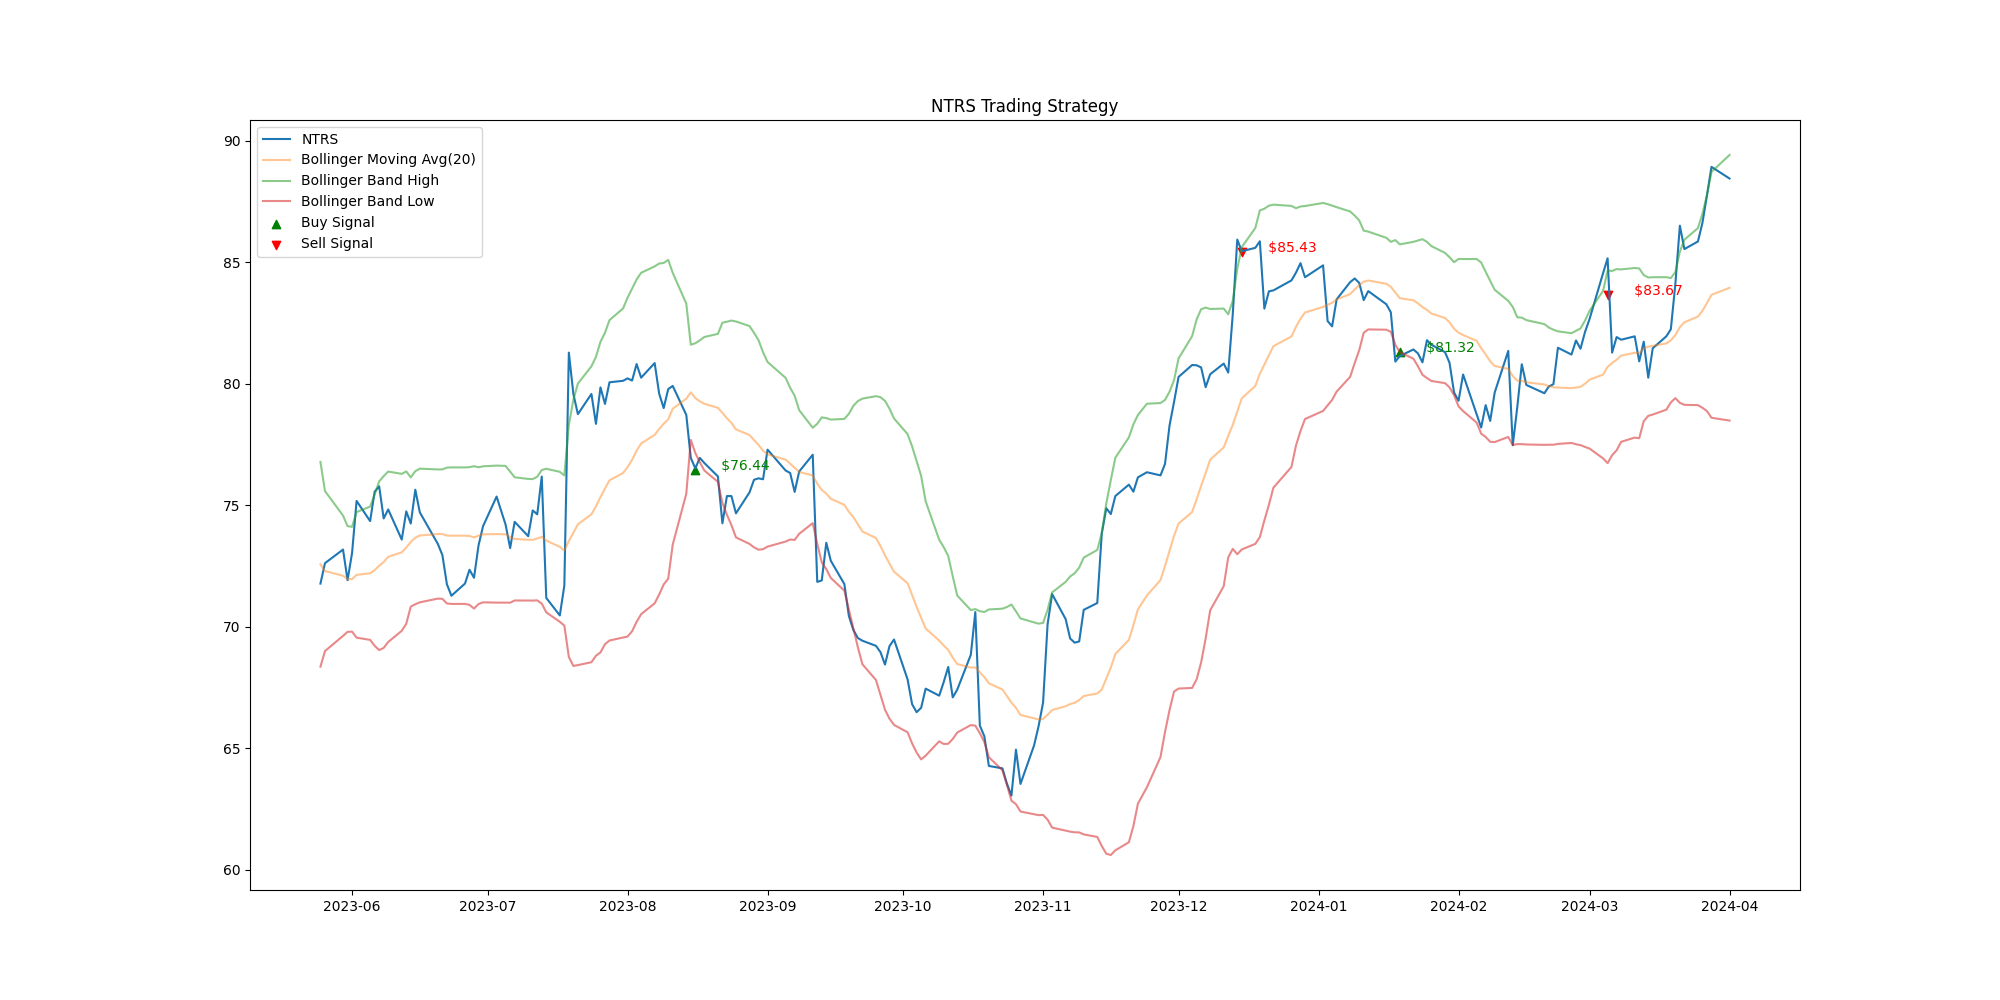 NTRS Trading Strategy
NTRS
Bollinger Moving Avg(20)
Bollinger Band High
Bollinger Band Low
Buy Signal
Sell Signal
90
85
80
75
70
65
60
$85.43
$83.67
$81.32
$76.44
2023-06 2023-07 2023-08 2023-09 2023-10 2023-11 2023-12 2024-01 2024-02 2024-03 2024-04